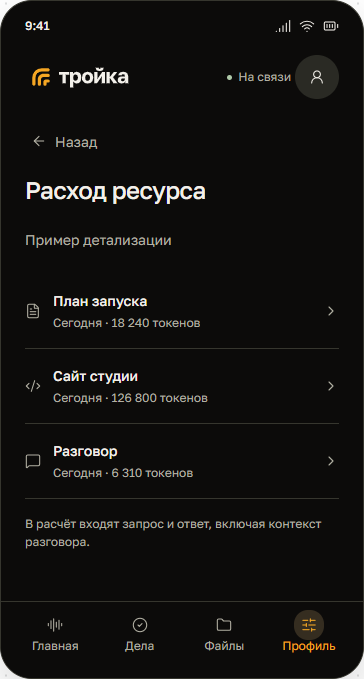 9:41
тройка
На связи
Назад
Расход ресурса
Пример детализации
План запуска
Сегодня · 18 240 токенов
Сайт студии
Сегодня · 126 800 токенов
Разговор
Сегодня · 6 310 токенов
В расчёт входят запрос и ответ, включая контекст
разговора.
Главная
Дела
Файлы
Профиль